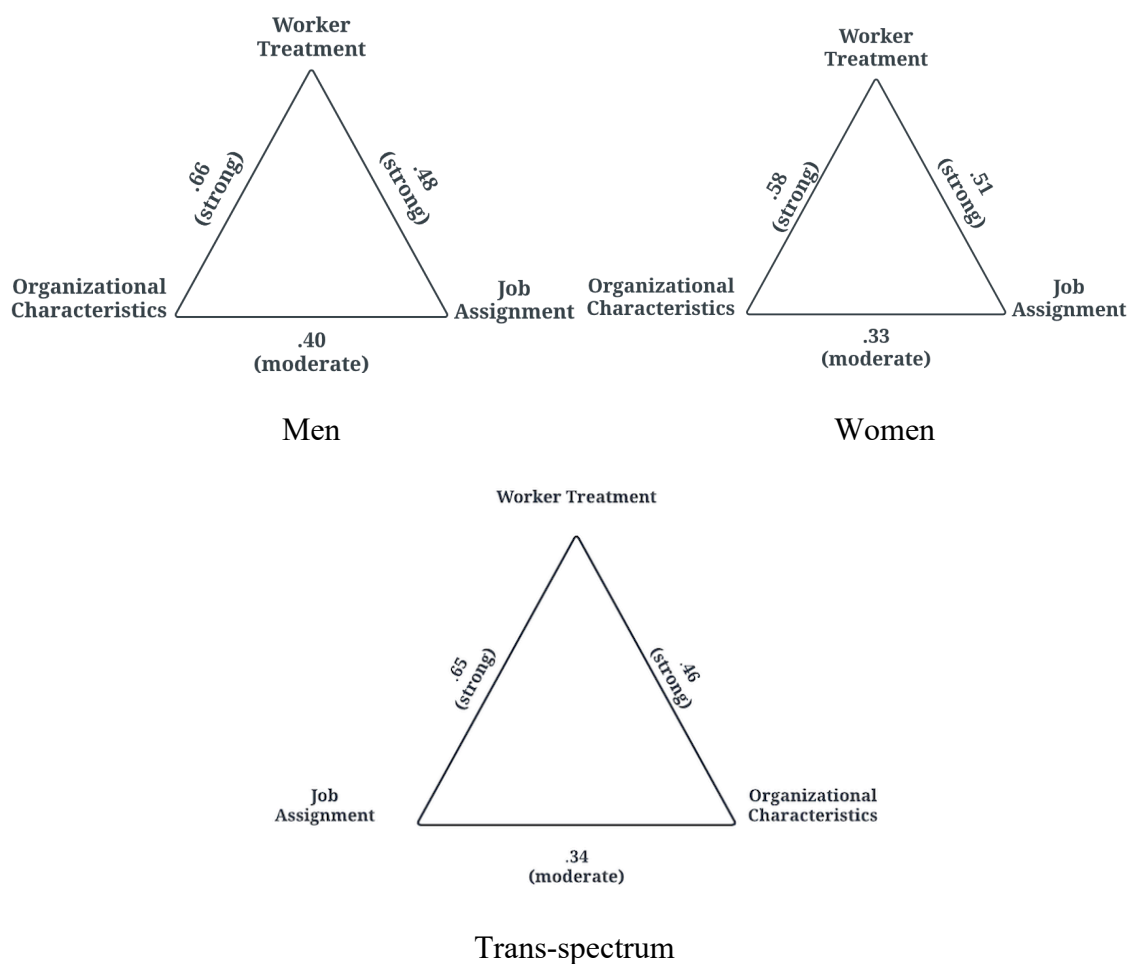 Worker
Treatment
.66
(strong)
.48
(strong)
Organizational
Characteristics
Job
Assignment
.40
(moderate)
Men
Worker
Treatment
.58
(strong)
.51
(strong)
Organizational
Characteristics
Job
Assignment
.33
(moderate)
Women
Worker Treatment
.65
(strong)
.46
(strong)
Job
Assignment
Organizational
Characteristics
.34
(moderate)
Trans-spectrum